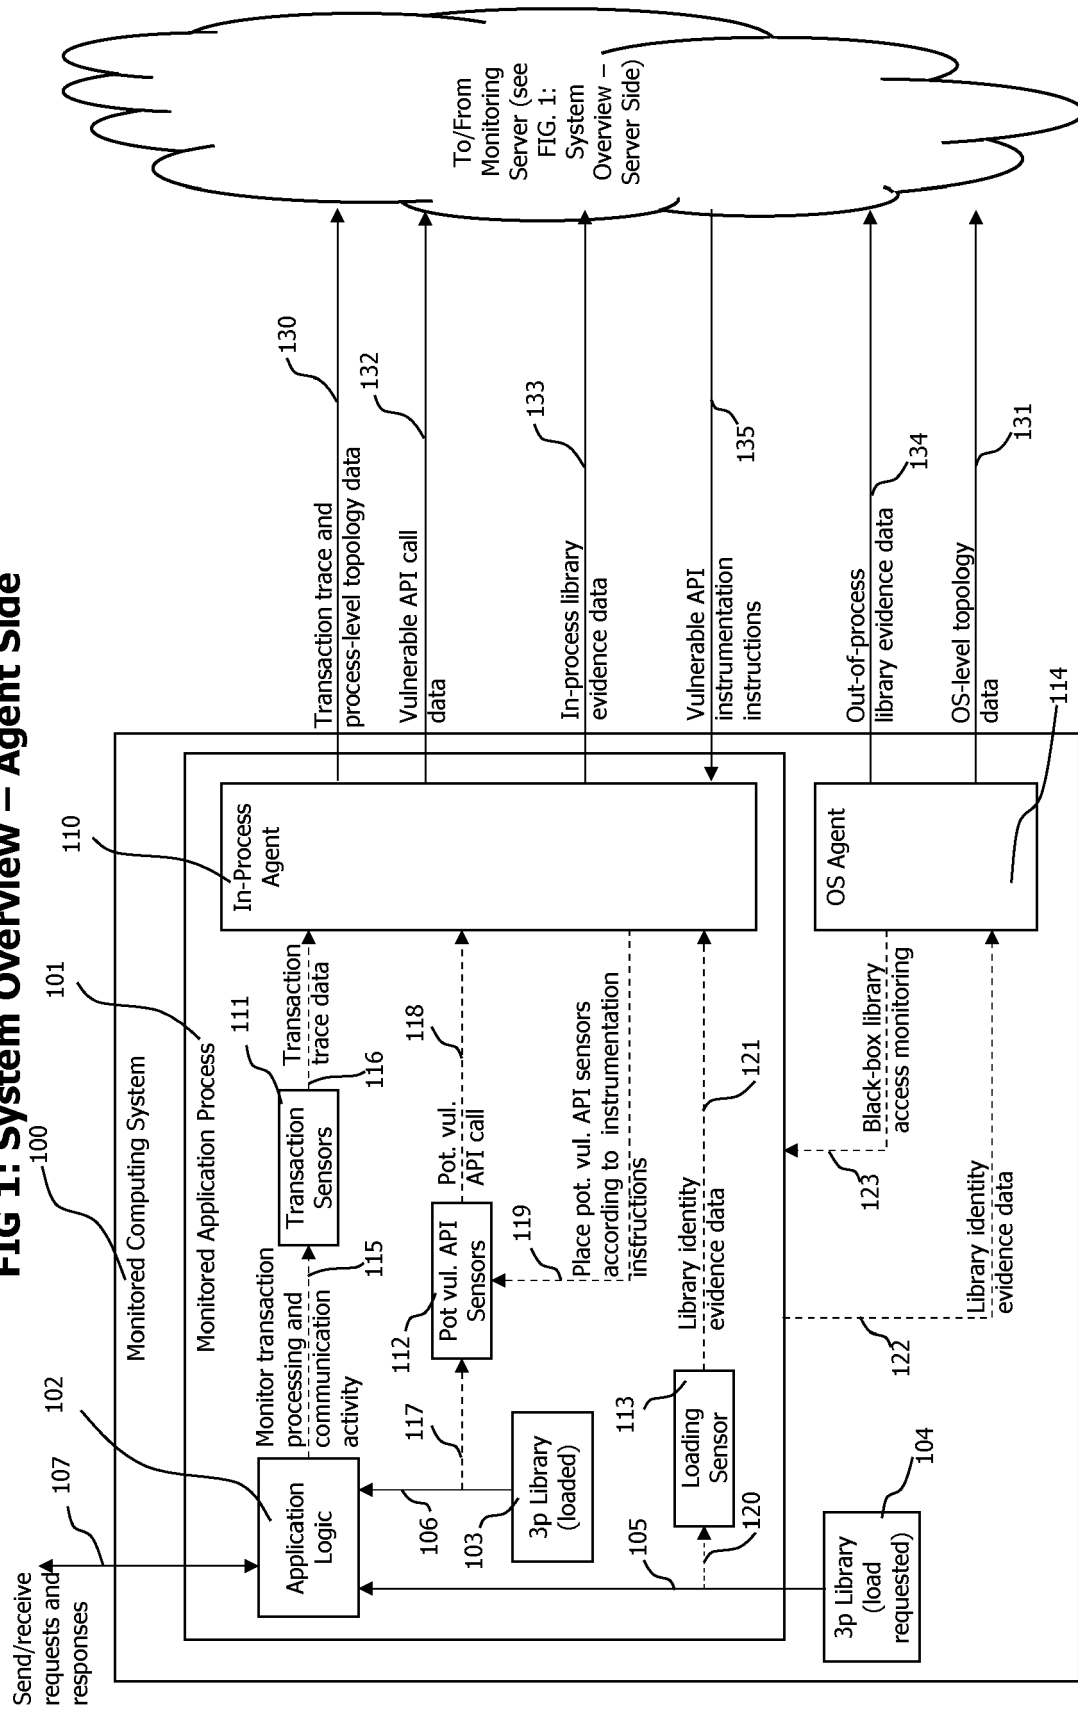 FIG 1: System Overview – Agent Side
Send/receive
requests and
responses
107
102
100
101
110
Monitored Computing System
Monitored Application Process
Application
Logic
Monitor transaction
processing and
communication
activity
115
Transaction
Sensors
111
Transaction
trace data
116
In-Process
Agent
106
117
103
3p Library
(loaded)
112
Pot vul. API
Sensors
Pot. vul.
API call
118
119
Place pot. vul. API sensors
according to instrumentation
instructions
105
120
113
Loading
Sensor
Library identity
evidence data
121
104
3p Library
(load
requested)
122
Library identity
evidence data
123
Black-box library
access monitoring
OS Agent
114
Transaction trace and
process-level topology data
130
Vulnerable API call
data
132
In-process library
evidence data
133
Vulnerable API
instrumentation
instructions
135
Out-of-process
library evidence data
134
OS-level topology
data
131
To/From
Monitoring
Server (see
FIG. 1:
System
Overview –
Server Side)